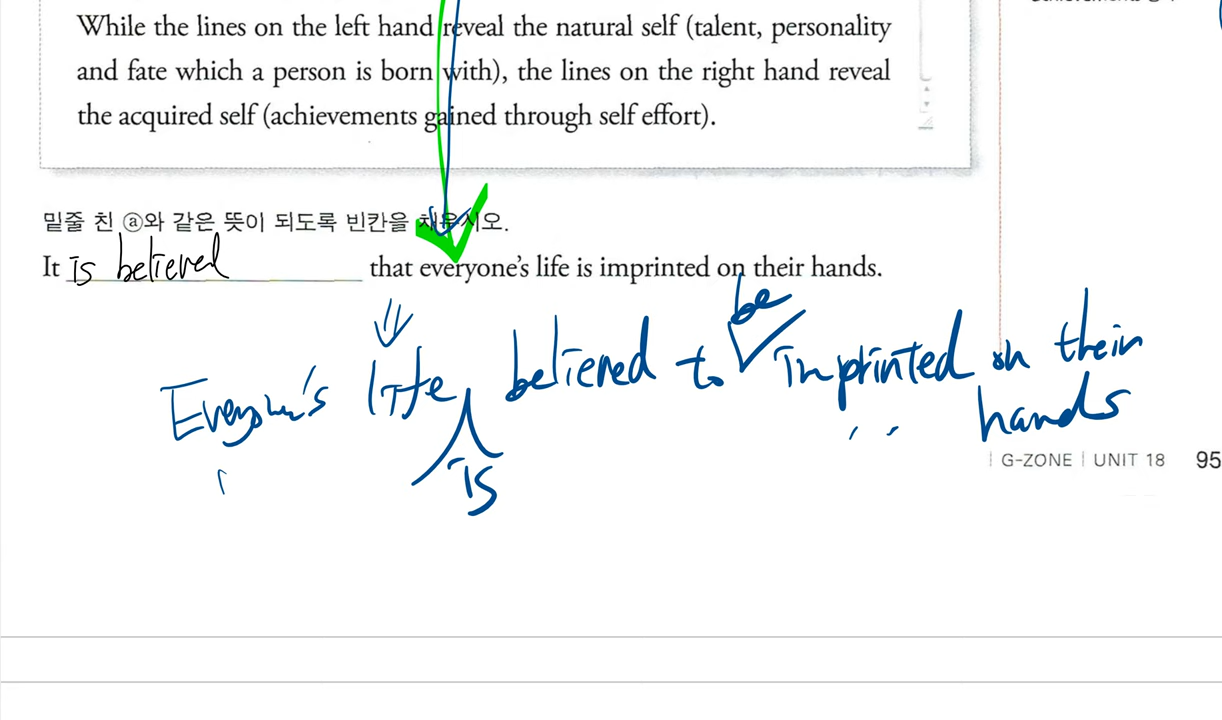 While the lines on the left hand reveal the natural self (talent, personality
and fate which a person is born with), the lines on the right hand reveal
the acquired self (achievements gained through self effort).
밑줄 친 ⓐ와 같은 뜻이 되도록 빈칸을 채우시오.
It is believed that everyone's life is imprinted on their hands.
be
Everyone's life believed to imprinted on their
hands
is
G-ZONE | UNIT 18 95